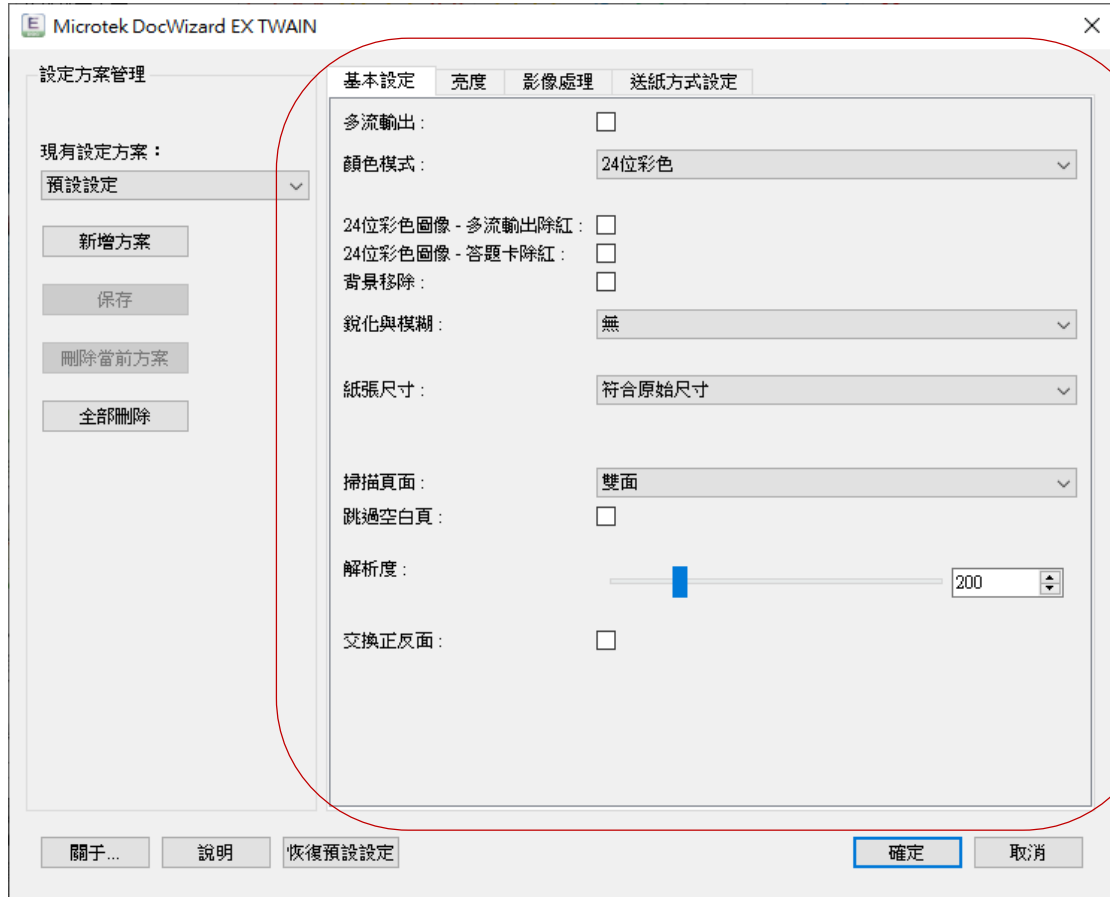 E Microtek DocWizard EX TWAIN
設定方案管理
現有設定方案：
預設設定
新增方案
保存
刪除當前方案
全部刪除
基本設定 亮度 影像處理 送紙方式設定
多流輸出：
顏色模式： 24位彩色
24位彩色圖像 - 多流輸出除紅：
24位彩色圖像 - 答題卡除紅：
背景移除：
銳化與模糊： 無
紙張尺寸： 符合原始尺寸
掃描頁面： 雙面
跳過空白頁：
解析度： 200
交換正反面：
關于... 說明 恢復預設設定 確定 取消